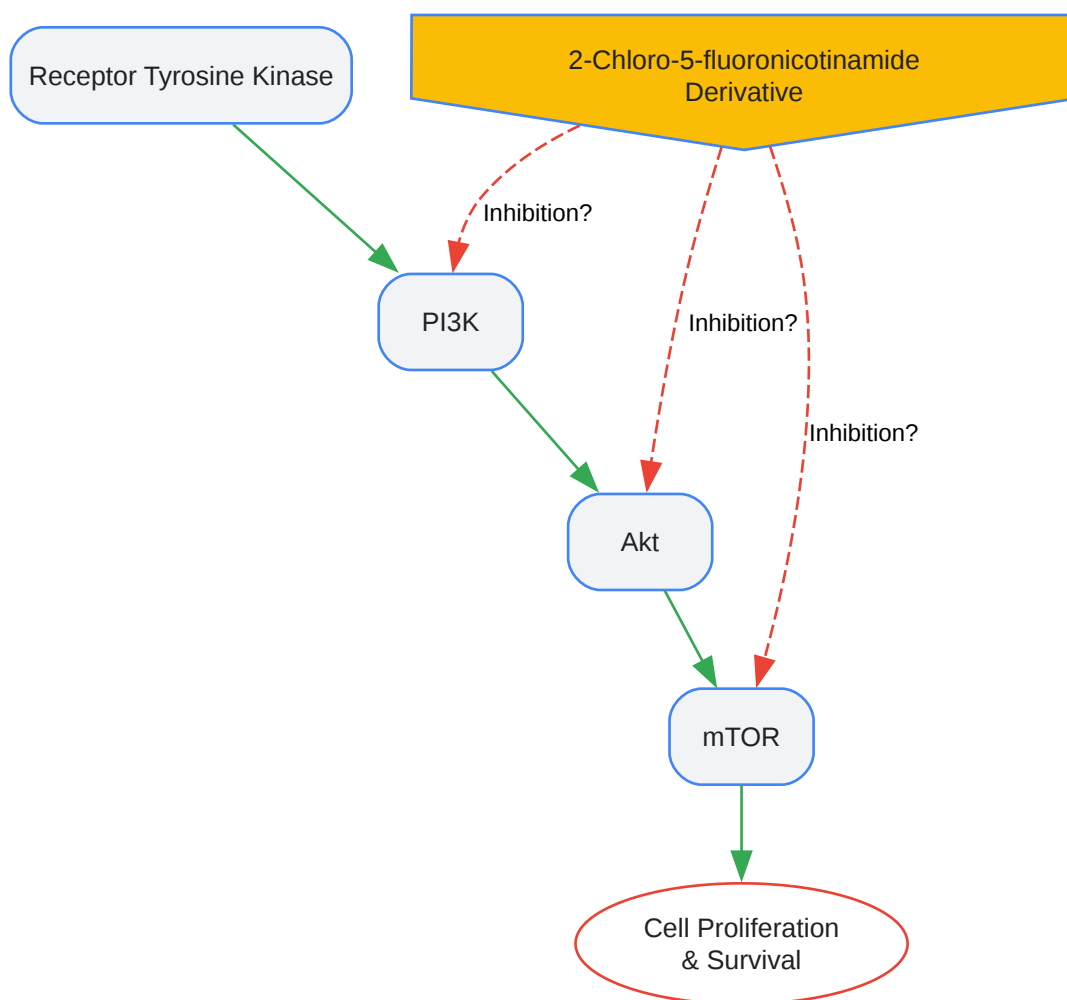 Receptor Tyrosine Kinase
2-Chloro-5-fluoronicotinamide
Derivative
Inhibition?
PI3K
Inhibition?
Inhibition?
Akt
mTOR
Cell Proliferation
& Survival